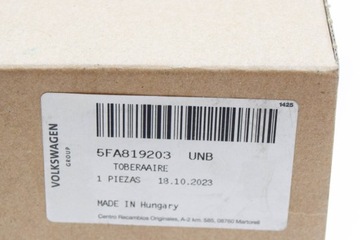 1425
VOLKSWAGEN
GROUP
5FA819203 UNB
TOBERAAIRE
1 PIEZAS 18.10.2023
MADE IN Hungary
Centro Recambios Originales, A-2 km. 585, 08760 Martorell